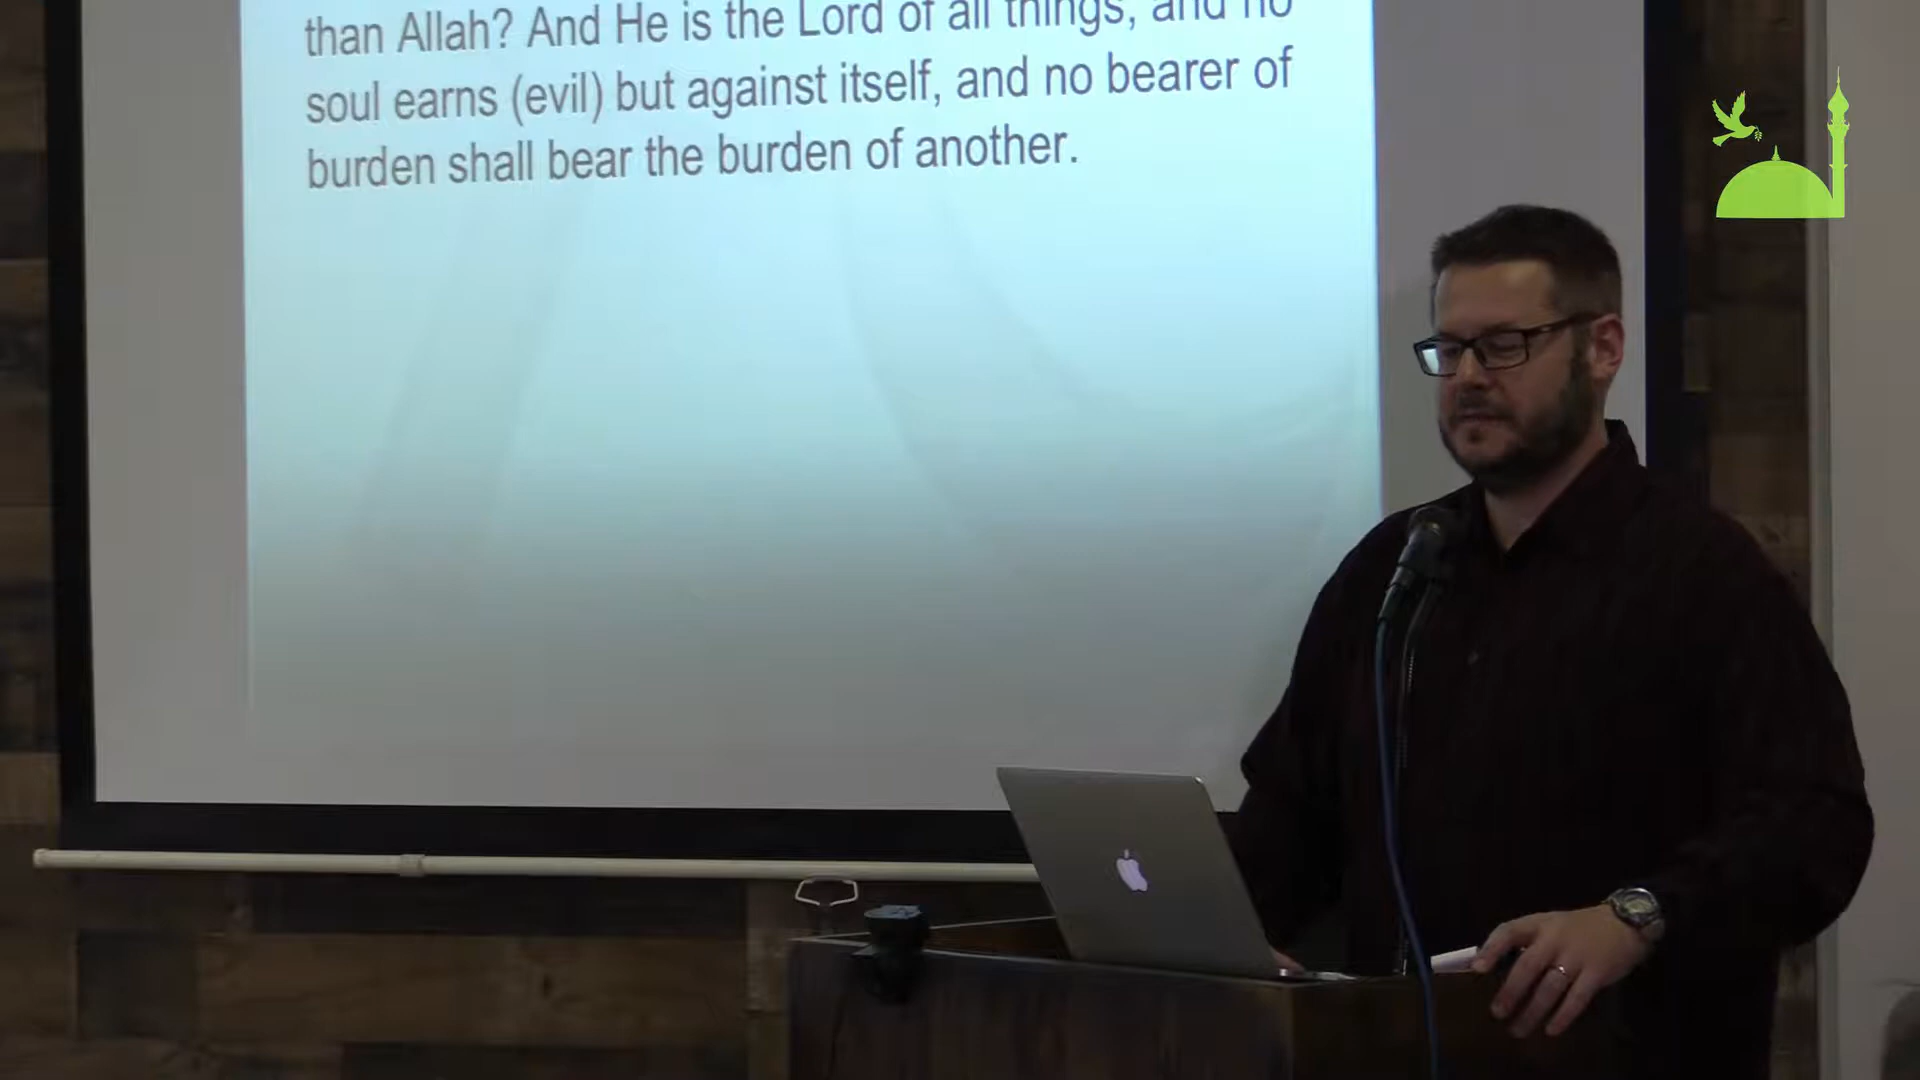 than Allah? And He is the Lord of all things, and no
soul earns (evil) but against itself, and no bearer of
burden shall bear the burden of another.